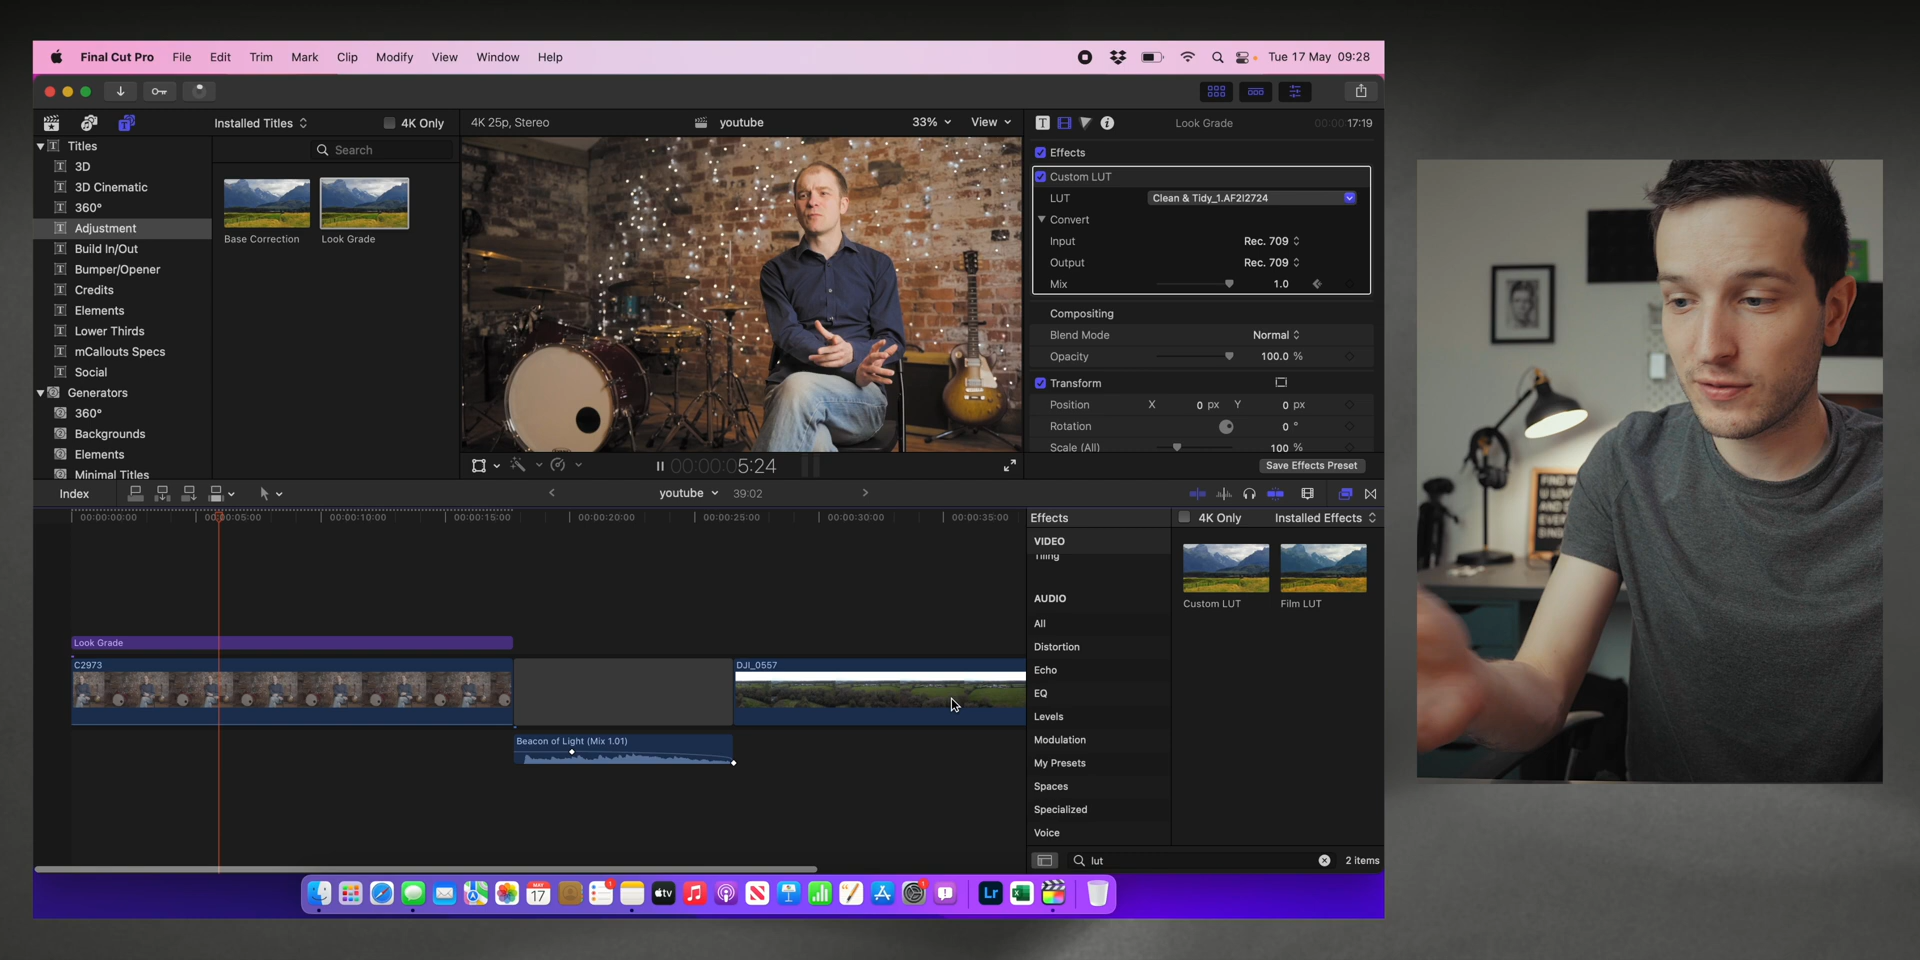 Final Cut Pro File Edit Trim Mark Clip Modify View Window Help Tue 17 May 09:28
Installed Titles 4K Only 4K 25p, Stereo youtube 33% View Look Grade 00:00:17:19
Search
Titles
3D
3D Cinematic
360°
Adjustment
Build In/Out
Bumper/Opener
Credits
Elements
Lower Thirds
mCallouts Specs
Social
Generators
360°
Backgrounds
Elements
Minimal Titles
Base Correction Look Grade
Effects
Custom LUT
LUT Clean & Tidy_1.AF2I2724
Convert
Input Rec. 709
Output Rec. 709
Mix 1.0
Compositing
Blend Mode Normal
Opacity 100.0 %
Transform
Position X 0 px Y 0 px
Rotation 0 °
Scale (All) 100 %
00:00:05:24 Save Effects Preset
Index youtube 39:02
00:00:00:00 00:00:05:00 00:00:10:00 00:00:15:00 00:00:20:00 00:00:25:00 00:00:30:00 00:00:35:00
Look Grade
C2973 DJI_0557
Beacon of Light (Mix 1.01)
Effects 4K Only Installed Effects
VIDEO
Tiling
AUDIO
All
Distortion
Echo
EQ
Levels
Modulation
My Presets
Spaces
Specialized
Voice
Custom LUT Film LUT
lut 2 items
MAY
17
tv
Lr